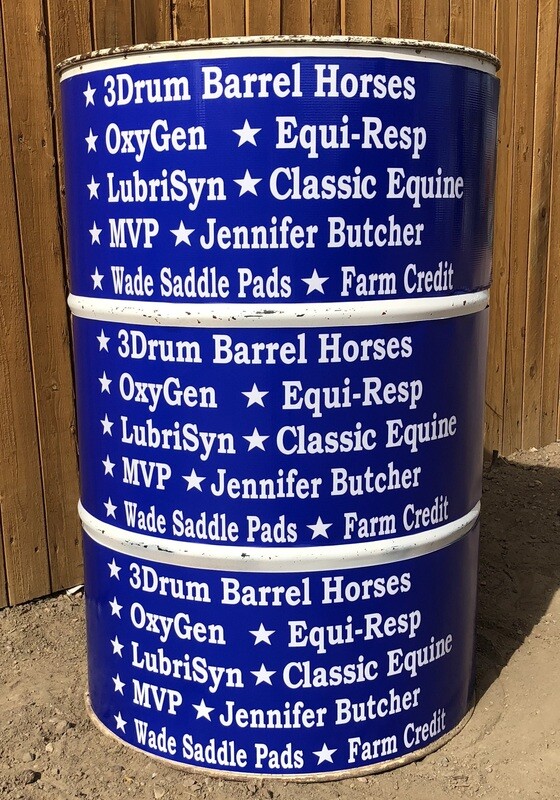 ★ 3Drum Barrel Horses
★ OxyGen ★ Equi-Resp
★ LubriSyn ★ Classic Equine
★ MVP ★ Jennifer Butcher
★ Wade Saddle Pads ★ Farm Credit
★ 3Drum Barrel Horses
★ OxyGen ★ Equi-Resp
★ LubriSyn ★ Classic Equine
★ MVP ★ Jennifer Butcher
★ Wade Saddle Pads ★ Farm Credit
★ 3Drum Barrel Horses
★ OxyGen ★ Equi-Resp
★ LubriSyn ★ Classic Equine
★ MVP ★ Jennifer Butcher
★ Wade Saddle Pads ★ Farm Credit